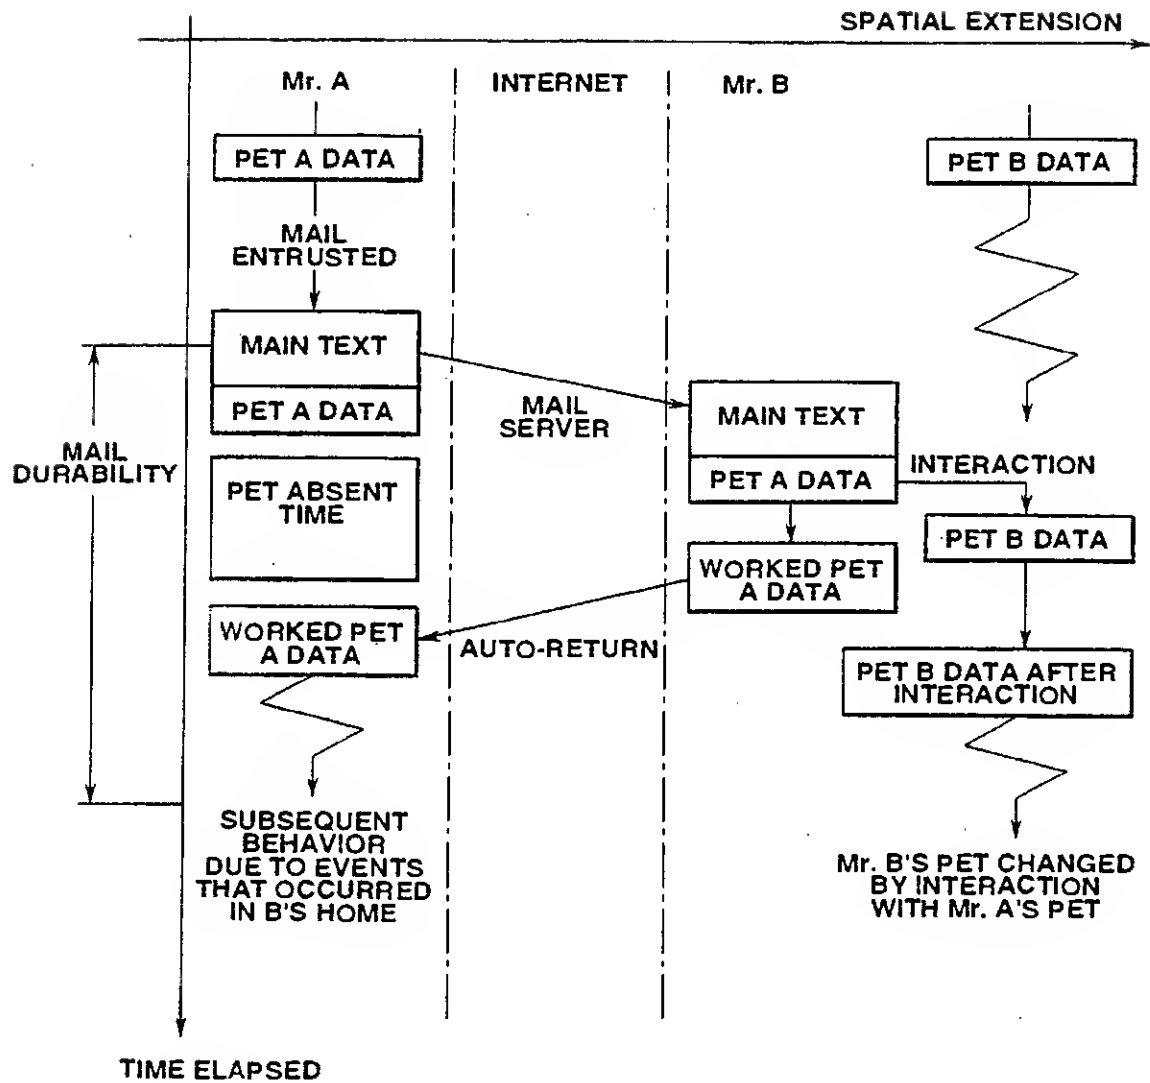 SPATIAL EXTENSION
Mr. A
INTERNET
Mr. B
PET A DATA
PET B DATA
MAIL
ENTRUSTED
MAIN TEXT
PET A DATA
MAIL
SERVER
MAIN TEXT
PET A DATA
INTERACTION
MAIL
DURABILITY
PET ABSENT
TIME
PET B DATA
WORKED PET
A DATA
WORKED PET
A DATA
AUTO-RETURN
PET B DATA AFTER
INTERACTION
SUBSEQUENT
BEHAVIOR
DUE TO EVENTS
THAT OCCURRED
IN B'S HOME
Mr. B'S PET CHANGED
BY INTERACTION
WITH Mr. A'S PET
TIME ELAPSED